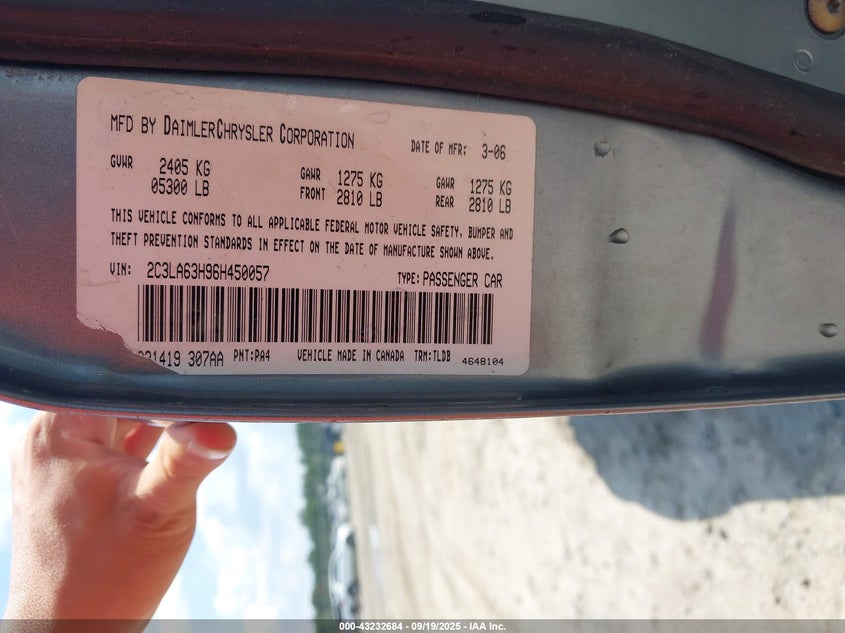 MFD BY DAIMLERCHRYSLER CORPORATION DATE OF MFR: 3-06
GVWR 2405 KG GAWR 1275 KG GAWR 1275 KG
05300 LB FRONT 2810 LB REAR 2810 LB
THIS VEHICLE CONFORMS TO ALL APPLICABLE FEDERAL MOTOR VEHICLE SAFETY, BUMPER AND
THEFT PREVENTION STANDARDS IN EFFECT ON THE DATE OF MANUFACTURE SHOWN ABOVE.
VIN: 2C3LA63H96H450057 TYPE: PASSENGER CAR
307AA PNT:PA4 VEHICLE MADE IN CANADA TRM:TLDB 4648104
000-43232684 - 09/19/2025 - IAA Inc.